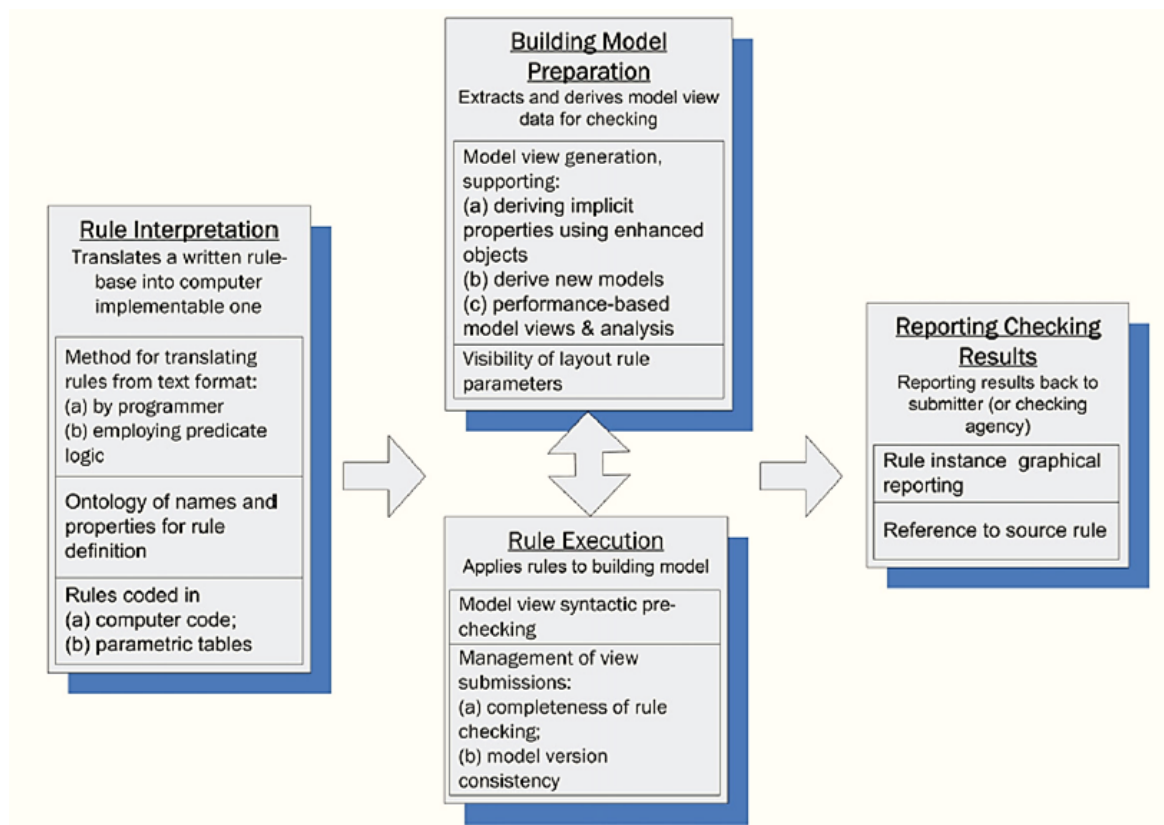 Rule Interpretation
Translates a written rule-
base into computer
implementable one
Method for translating
rules from text format:
(a) by programmer
(b) employing predicate
logic
Ontology of names and
properties for rule
definition
Rules coded in
(a) computer code;
(b) parametric tables
Building Model
Preparation
Extracts and derives model view
data for checking
Model view generation,
supporting:
(a) deriving implicit
properties using enhanced
objects
(b) derive new models
(c) performance-based
model views & analysis
Visibility of layout rule
parameters
Rule Execution
Applies rules to building model
Model view syntactic pre-
checking
Management of view
submissions:
(a) completeness of rule
checking;
(b) model version
consistency
Reporting Checking
Results
Reporting results back to
submitter (or checking
agency)
Rule instance graphical
reporting
Reference to source rule